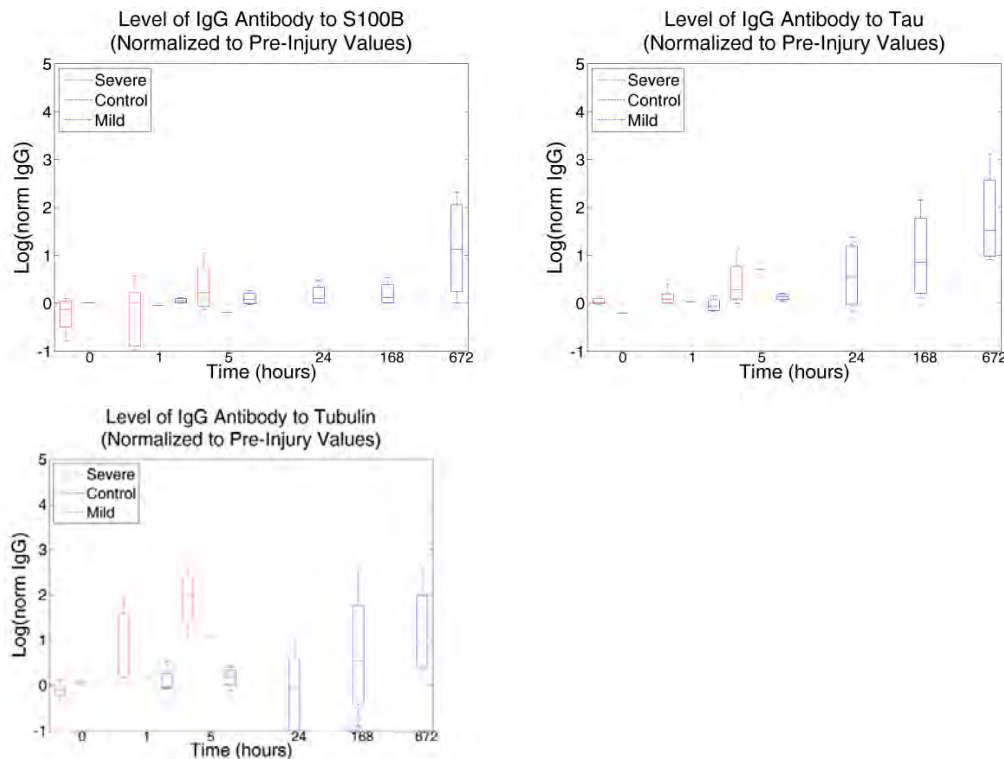 Level of IgG Antibody to S100B
(Normalized to Pre-Injury Values)
Log(norm IgG)
5
4
3
2
1
0
-1
Severe
Control
Mild
0 1 5 24 168 672
Time (hours)
Level of IgG Antibody to Tau
(Normalized to Pre-Injury Values)
Log(norm IgG)
5
4
3
2
1
0
-1
Severe
Control
Mild
0 1 5 24 168 672
Time (hours)
Level of IgG Antibody to Tubulin
(Normalized to Pre-Injury Values)
Log(norm IgG)
5
4
3
2
1
0
-1
Severe
Control
Mild
0 1 5 24 168 672
Time (hours)